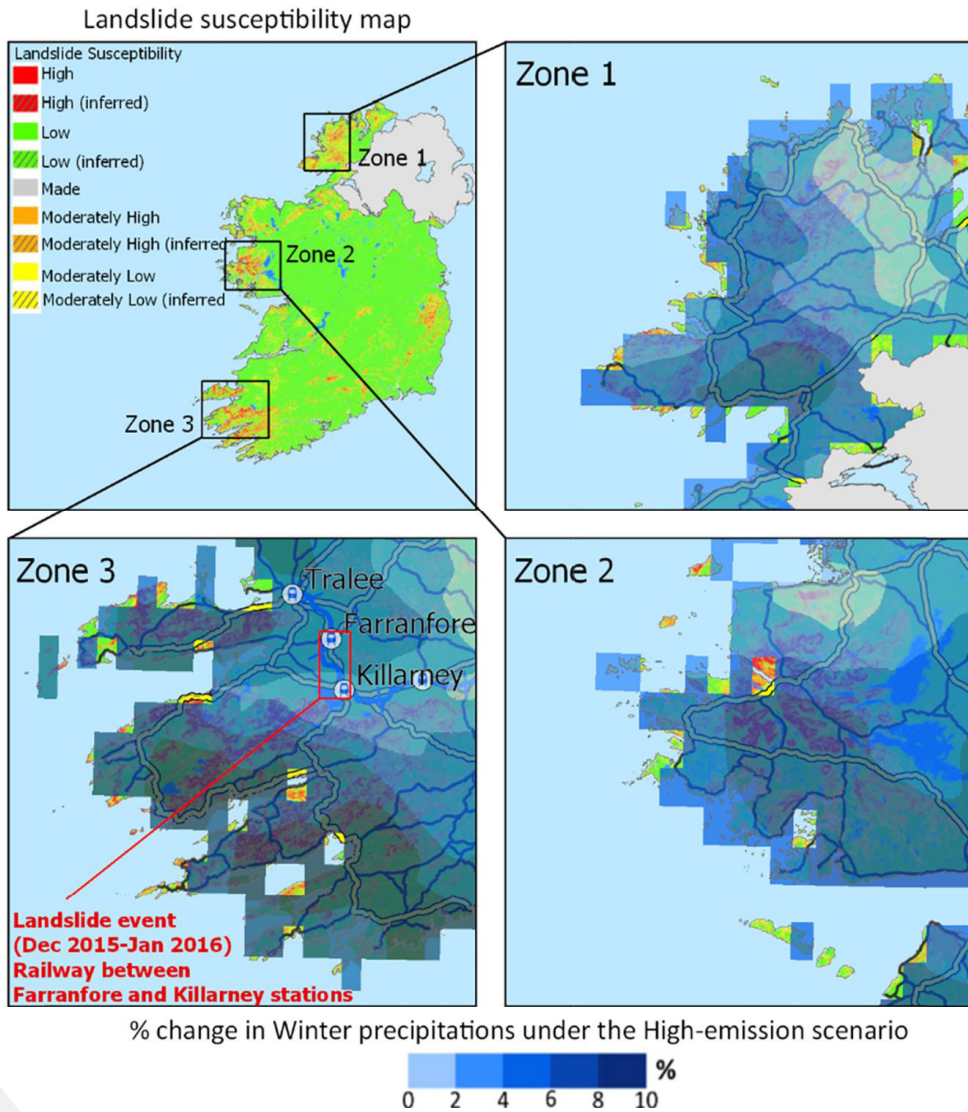 Landslide susceptibility map
Landslide Susceptibility
High
High (inferred)
Low
Low (inferred)
Made
Moderately High
Moderately High (inferred
Moderately Low
Moderately Low (inferred
Zone 1
Zone 2
Zone 3
Zone 1
Zone 3
Tralee
Farranfore
Killarney
Landslide event
(Dec 2015-Jan 2016)
Railway between
Farranfore and Killarney stations
Zone 2
% change in Winter precipitations under the High-emission scenario
%
0 2 4 6 8 10